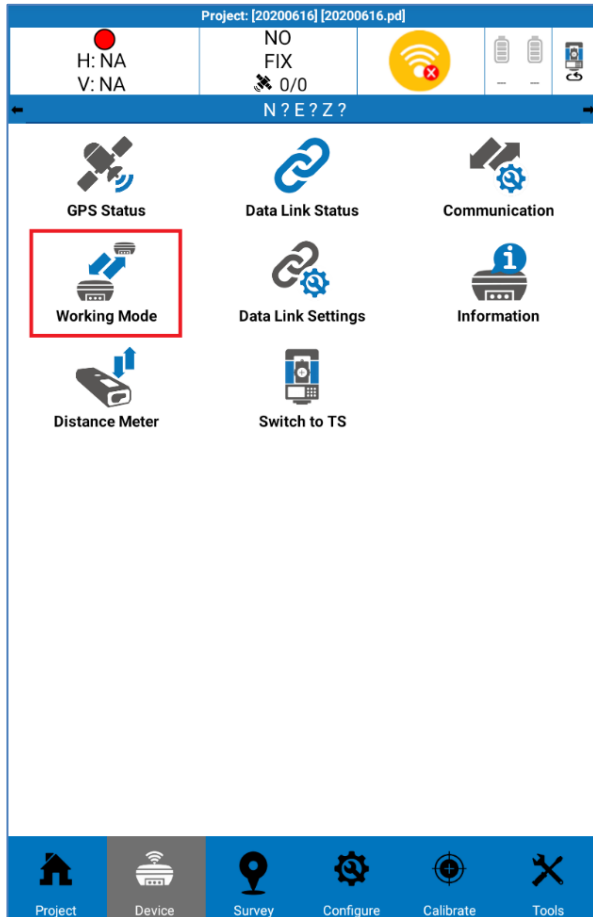 Project: [20200616] [20200616.pd]
H: NA
V: NA
NO
FIX
0/0
– –
N ? E ? Z ?
GPS Status
Data Link Status
Communication
Working Mode
Data Link Settings
Information
Distance Meter
Switch to TS
Project
Device
Survey
Configure
Calibrate
Tools